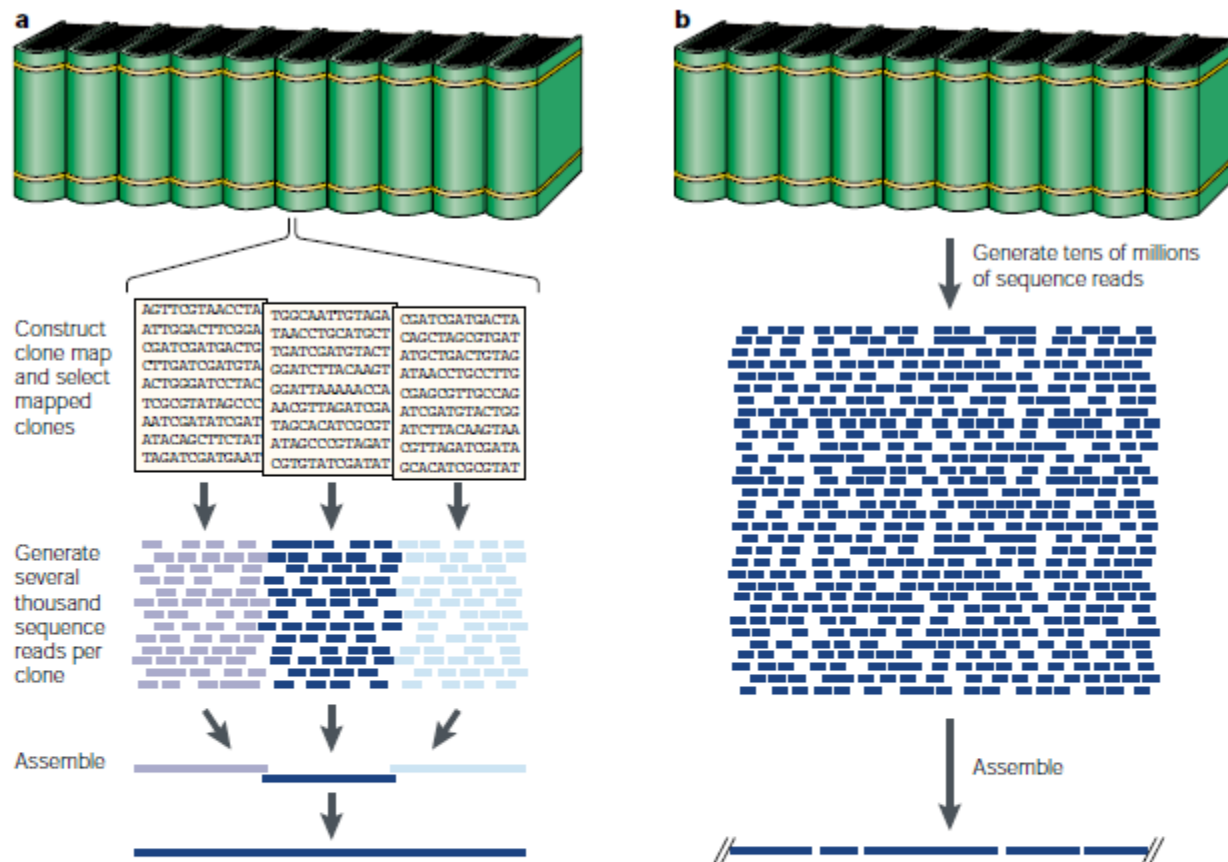 a
Construct
clone map
and select
mapped
clones
AGTTCGTAACCTA
ATTGGACTTCGGA
CGATCGATGACTG
CTTGATCGATGTA
ACTGGGATCCTAC
TCGCGTATAGCCC
AATCGATATCGAT
ATACAGCTTCTAT
TAGATCGATGAAT
TGGCAATTGTAGA
TAACCTGCATGCT
TGATCGATGTACT
GGATCTTACAAGT
GGATTAAAAACCA
AACGTTAGATCGA
TAGCACATCGCGT
ATAGCCCGTAGAT
CGTGTATCGATAT
CGATCGATGACTA
CAGCTAGCGTGAT
ATGCTGACTGTAG
ATAACCTGCCTTG
CGAGCGTTGCCAG
ATCGATGTACTGG
ATCTTACAAGTAA
CGTTAGATCGATA
GCACATCGCGTAT
Generate
several
thousand
sequence
reads per
clone
Assemble
b
Generate tens of millions
of sequence reads
Assemble